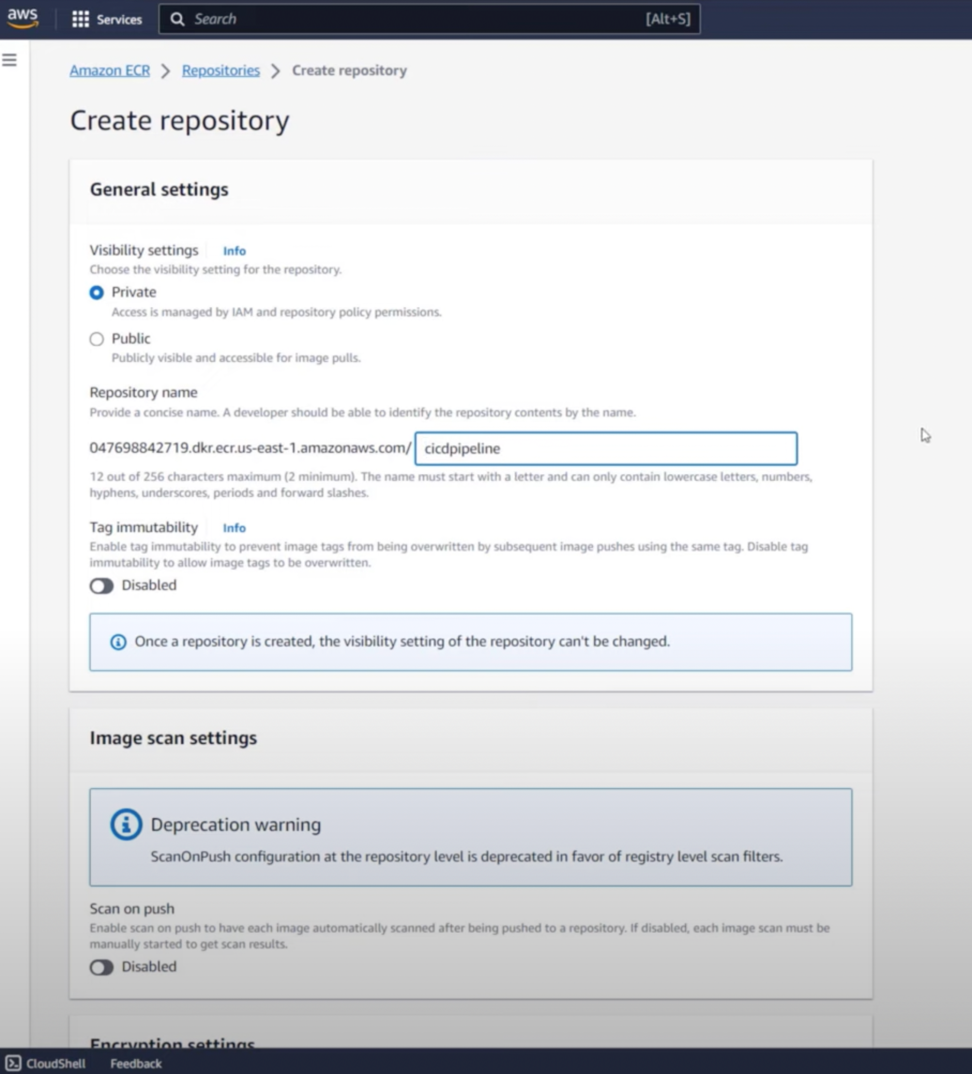 aws
Services
Search
[Alt+S]
Amazon ECR
Repositories
Create repository
Create repository
General settings
Visibility settings
Info
Choose the visibility setting for the repository.
Private
Access is managed by IAM and repository policy permissions.
Public
Publicly visible and accessible for image pulls.
Repository name
Provide a concise name. A developer should be able to identify the repository contents by the name.
047698842719.dkr.ecr.us-east-1.amazonaws.com/
cicdpipeline
12 out of 256 characters maximum (2 minimum). The name must start with a letter and can only contain lowercase letters, numbers,
hyphens, underscores, periods and forward slashes.
Tag immutability
Info
Enable tag immutability to prevent image tags from being overwritten by subsequent image pushes using the same tag. Disable tag
immutability to allow image tags to be overwritten.
Disabled
Once a repository is created, the visibility setting of the repository can't be changed.
Image scan settings
Deprecation warning
ScanOnPush configuration at the repository level is deprecated in favor of registry level scan filters.
Scan on push
Enable scan on push to have each image automatically scanned after being pushed to a repository. If disabled, each image scan must be
manually started to get scan results.
Disabled
Encryption settings
CloudShell
Feedback